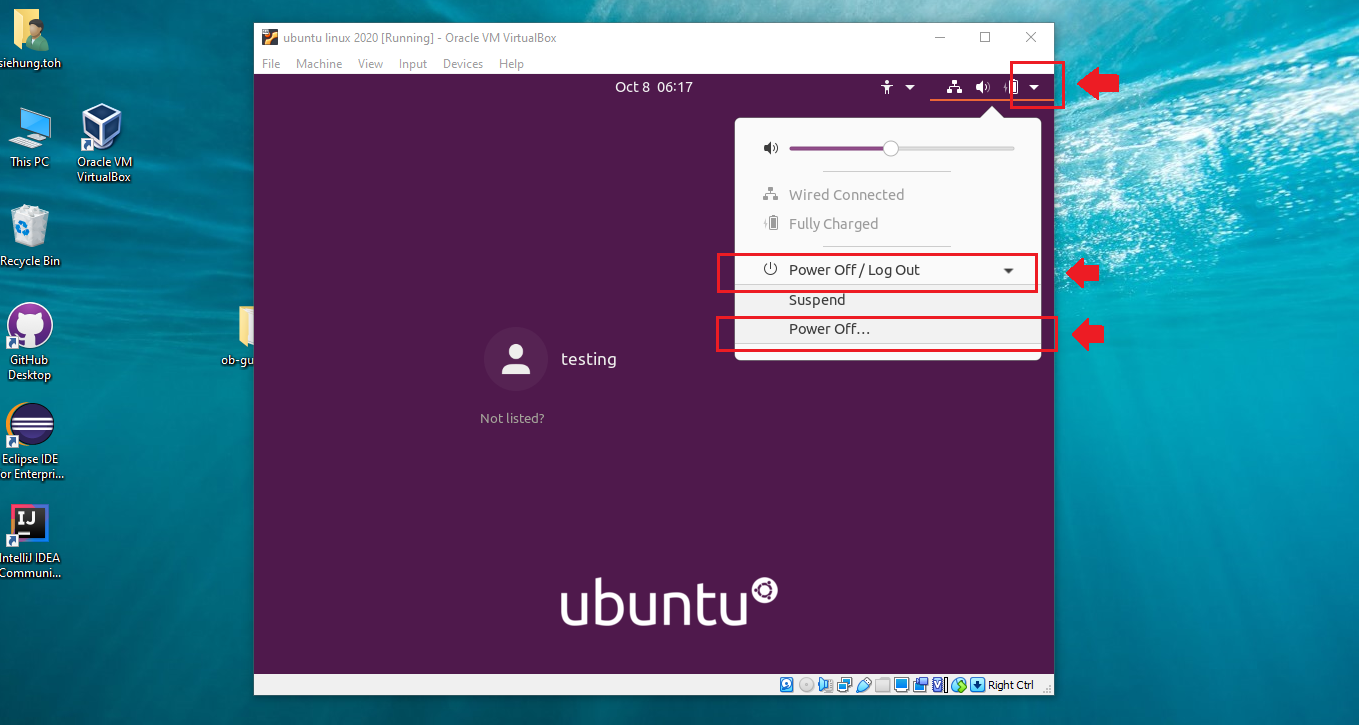 siehung.toh
This PC
Oracle VM
VirtualBox
Recycle Bin
GitHub
Desktop
ob-gu
Eclipse IDE
or Enterpri...
IntelliJ IDEA
Communi...
ubuntu linux 2020 [Running] - Oracle VM VirtualBox
File Machine View Input Devices Help
Oct 8 06:17
Wired Connected
Fully Charged
Power Off / Log Out
Suspend
Power Off...
testing
Not listed?
ubuntu
Right Ctrl